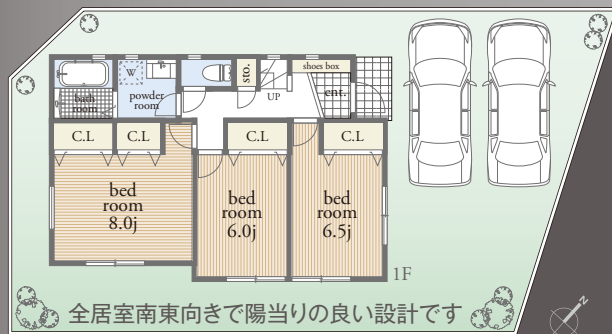 W
bath
room
powder
room
sto.
UP
shoes box
ent.
C.L
C.L
C.L
C.L
bed
room
8.0j
bed
room
6.0j
bed
room
6.5j
1F
全居室南東向きで陽当りの良い設計です
N